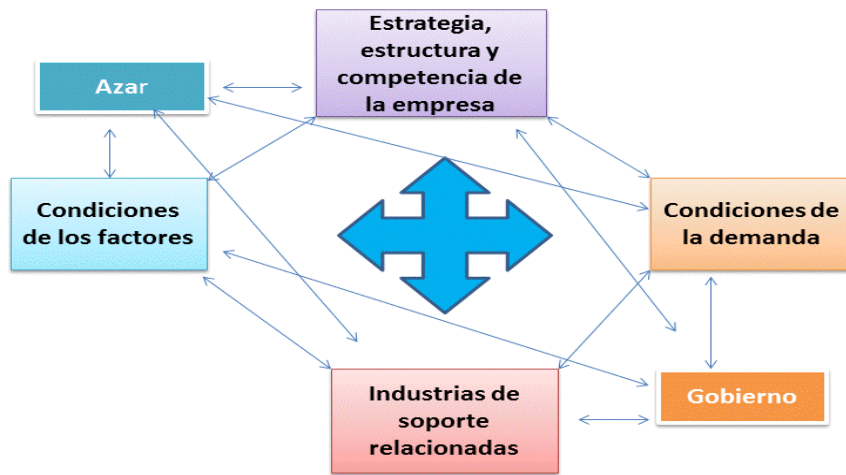 Estrategia,
estructura y
competencia de
la empresa
Azar
Condiciones
de los factores
Condiciones de
la demanda
Industrias de
soporte
relacionadas
Gobierno